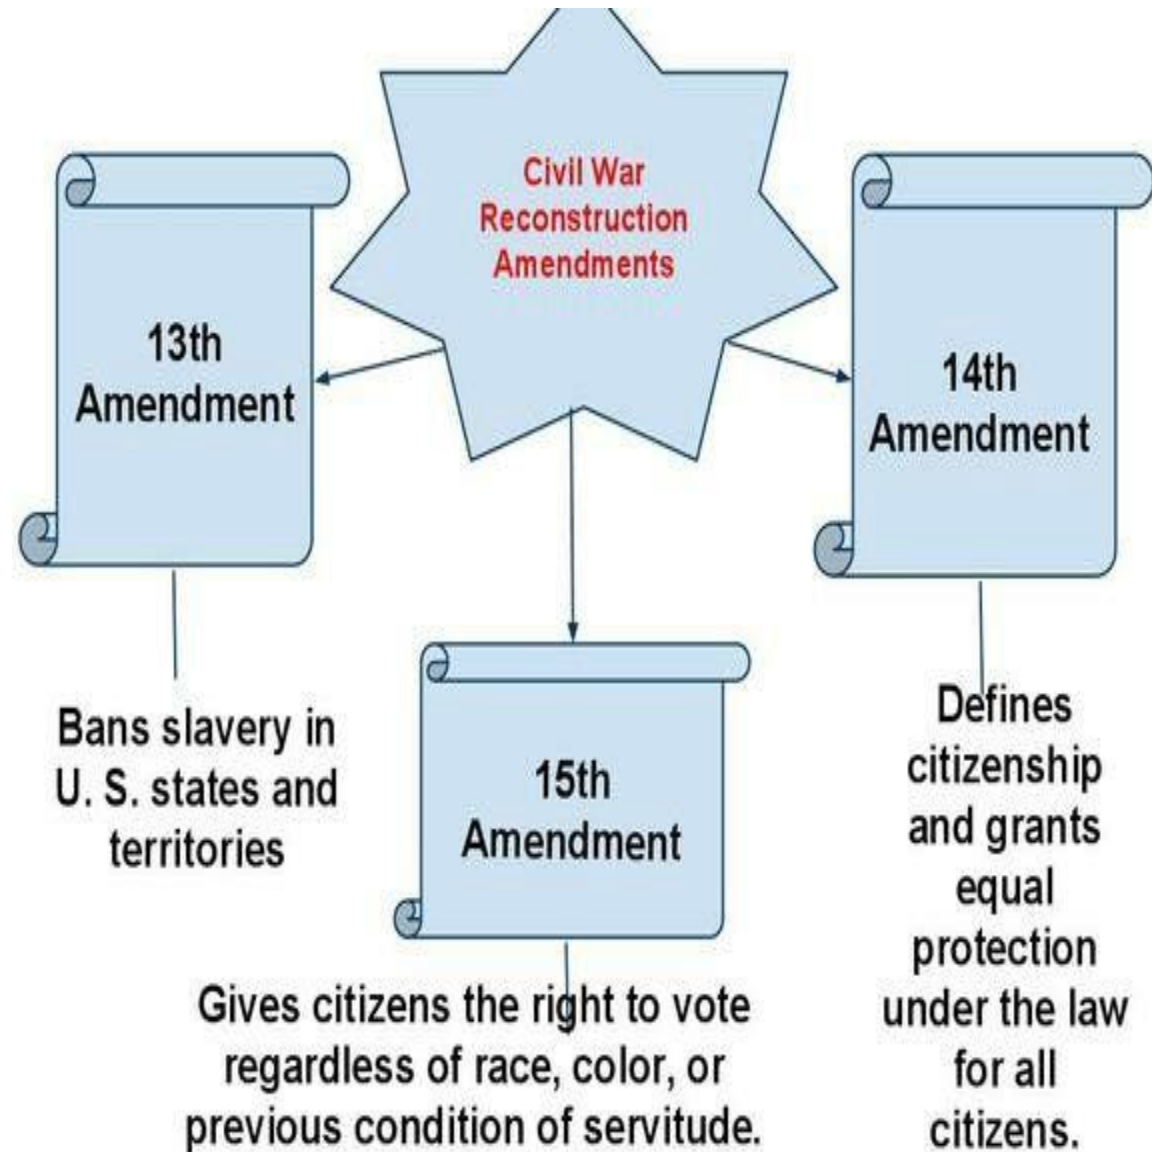 Civil War
Reconstruction
Amendments
13th
Amendment
14th
Amendment
15th
Amendment
Bans slavery in
U. S. states and
territories
Defines
citizenship
and grants
equal
protection
under the law
for all
citizens.
Gives citizens the right to vote
regardless of race, color, or
previous condition of servitude.